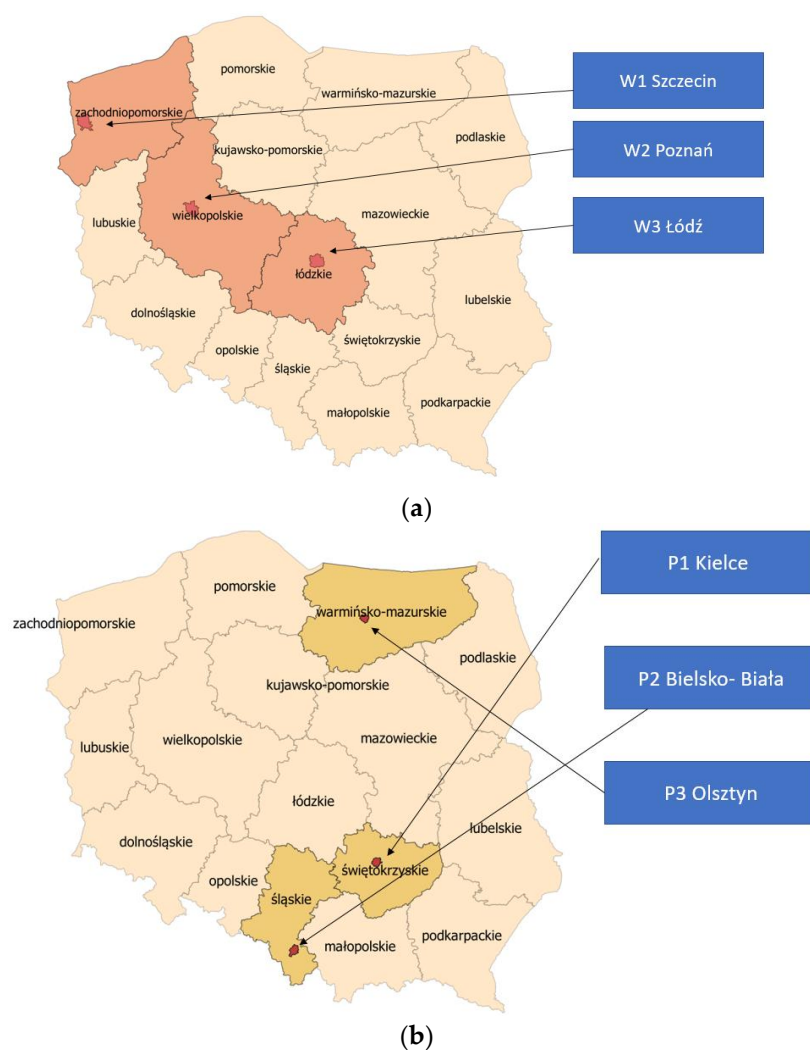 pomorskie
W1 Szczecin
warmińsko-mazurskie
zachodniopomorskie
podlaskie
kujawsko-pomorskie
W2 Poznań
mazowieckie
wielkopolskie
lubuskie
W3 Łódź
łódzkie
lubelskie
dolnośląskie
świętokrzyskie
opolskie
śląskie
podkarpackie
małopolskie
(a)
P1 Kielce
pomorskie
warmińsko-mazurskie
zachodniopomorskie
podlaskie
P2 Bielsko- Biała
kujawsko-pomorskie
wielkopolskie
mazowieckie
lubuskie
P3 Olsztyn
łódzkie
lubelskie
dolnośląskie
świętokrzyskie
opolskie
śląskie
podkarpackie
małopolskie
(b)